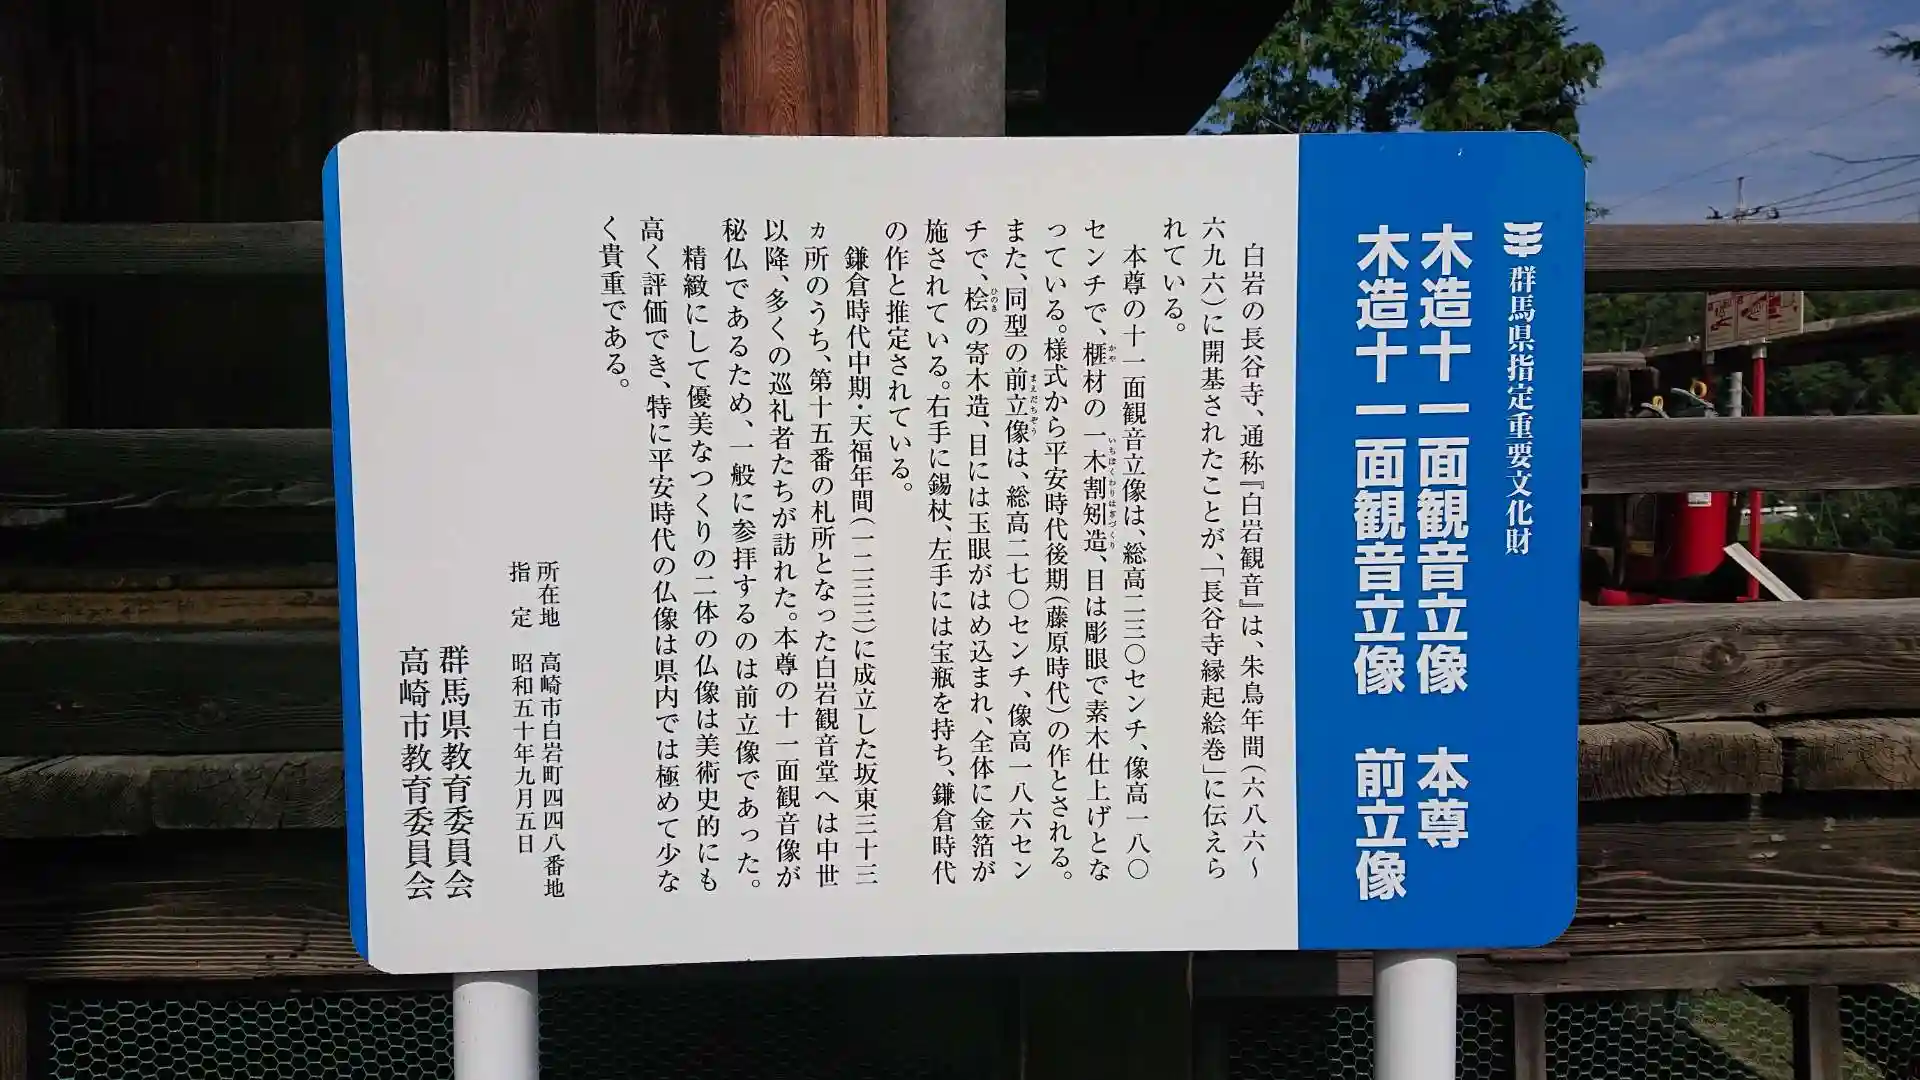 群馬県指定重要文化財
木造十一面観音立像 本尊
木造十一面観音立像 前立像
白岩の長谷寺、通称『白岩観音』は、朱鳥年間(六八六〜
六九六)に開基されたことが、「長谷寺縁起絵巻」に伝えら
れている。
本尊の十一面観音立像は、総高二三〇センチ、像高一八〇
センチで、榧かや材の一木割矧造いちぼくわりはぎづくり、目は彫眼で素木仕上げとな
っている。様式から平安時代後期(藤原時代)の作とされる。
また、同型の前立像まえだちぞうは、総高二七〇センチ、像高一八六セン
チで、桧ひのきの寄木造、目には玉眼がはめ込まれ、全体に金箔が
施されている。右手に錫杖、左手には宝瓶を持ち、鎌倉時代
の作と推定されている。
鎌倉時代中期・天福年間(一二三三)に成立した坂東三十三
ヵ所のうち、第十五番の札所となった白岩観音堂へは中世
以降、多くの巡礼者たちが訪れた。本尊の十一面観音像が
秘仏であるため、一般に参拝するのは前立像であった。
精緻にして優美なつくりの二体の仏像は美術史的にも
高く評価でき、特に平安時代の仏像は県内では極めて少な
く貴重である。
所在地 高崎市白岩町四四八番地
指 定 昭和五十年九月五日
群馬県教育委員会
高崎市教育委員会